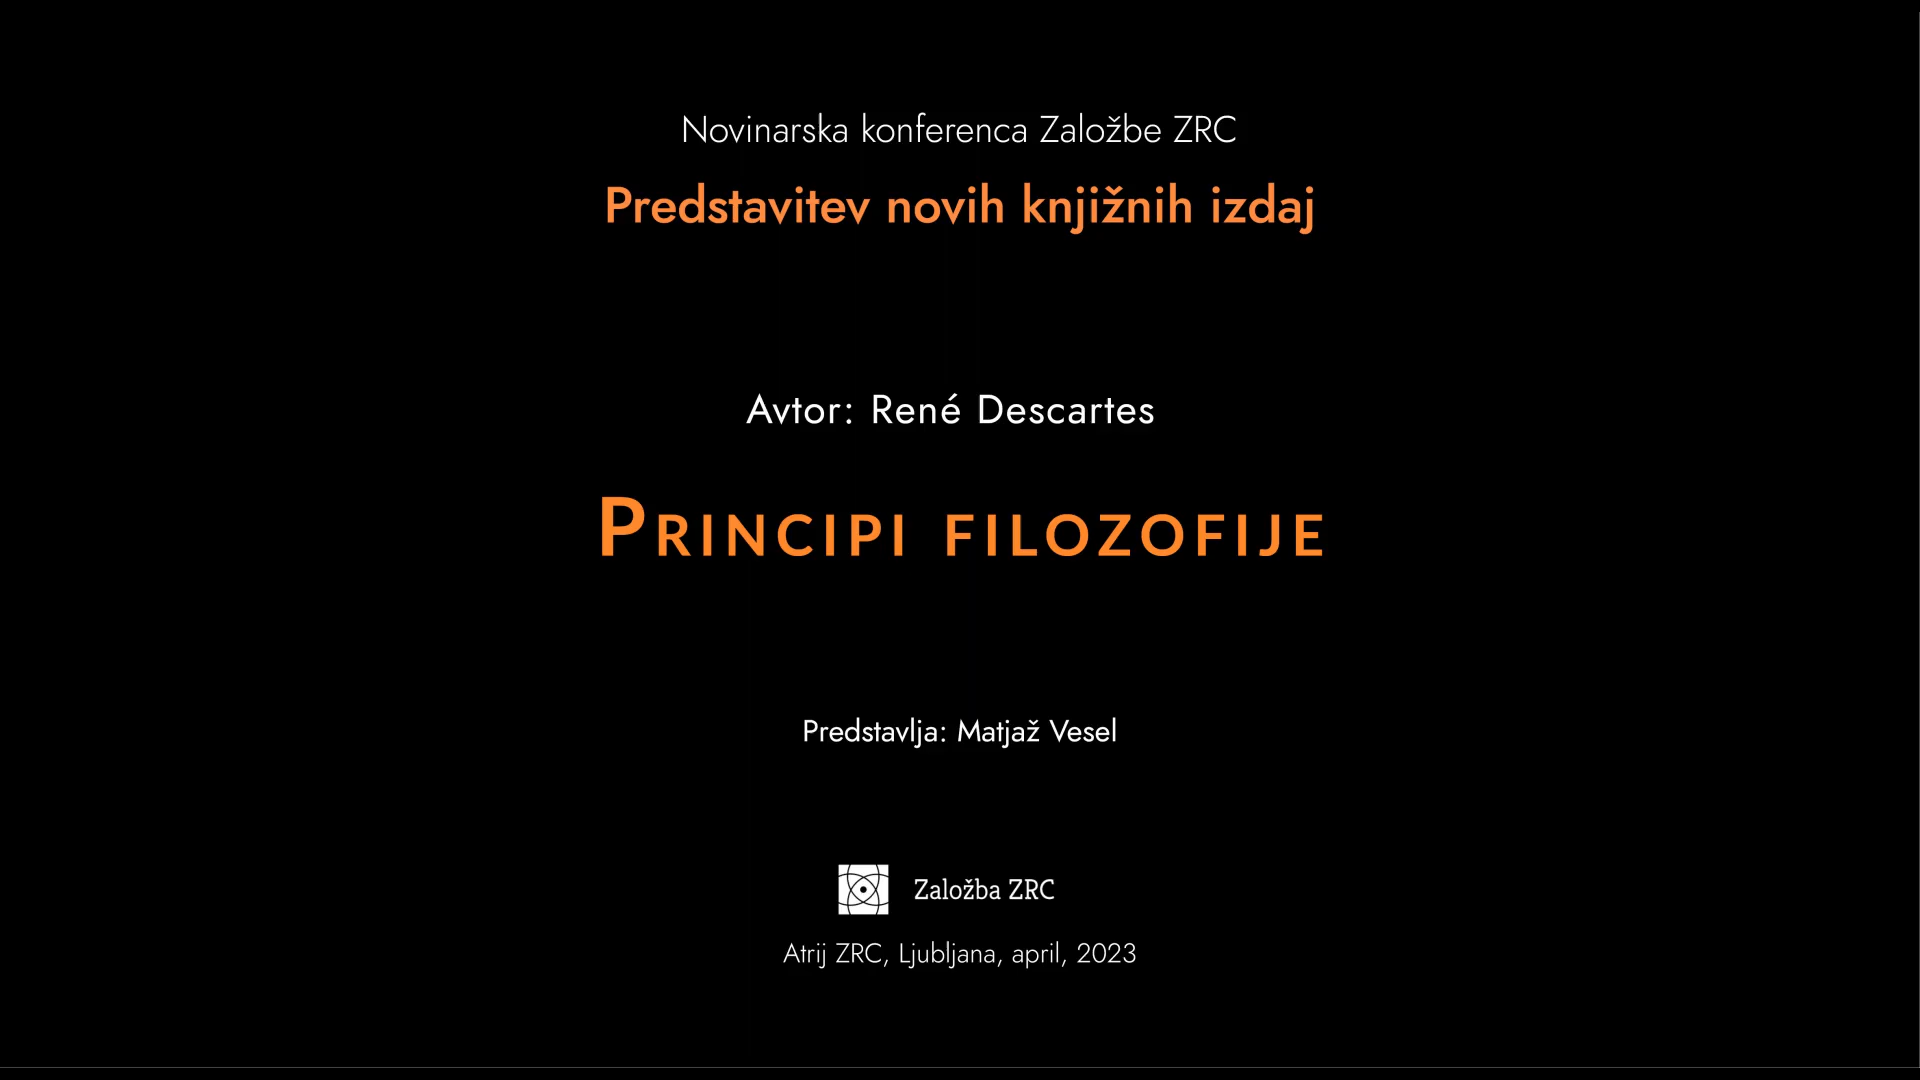 Novinarska konferenca Založbe ZRC
Predstavitev novih knjižnih izdaj
Avtor: René Descartes
Principi filozofije
Predstavlja: Matjaž Vesel
Založba ZRC
Atrij ZRC, Ljubljana, april, 2023